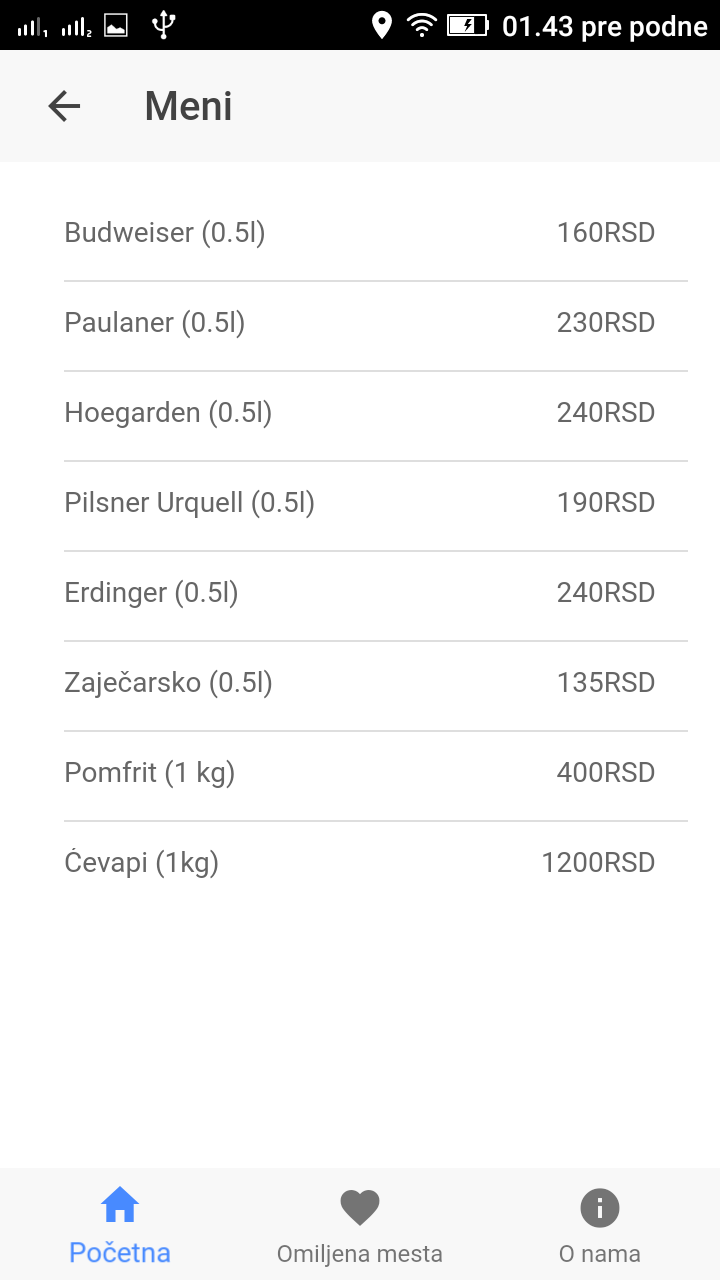 01.43 pre podne
Meni
Budweiser (0.5l) 160RSD
Paulaner (0.5l) 230RSD
Hoegarden (0.5l) 240RSD
Pilsner Urquell (0.5l) 190RSD
Erdinger (0.5l) 240RSD
Zaječarsko (0.5l) 135RSD
Pomfrit (1 kg) 400RSD
Ćevapi (1kg) 1200RSD
Početna Omiljena mesta O nama